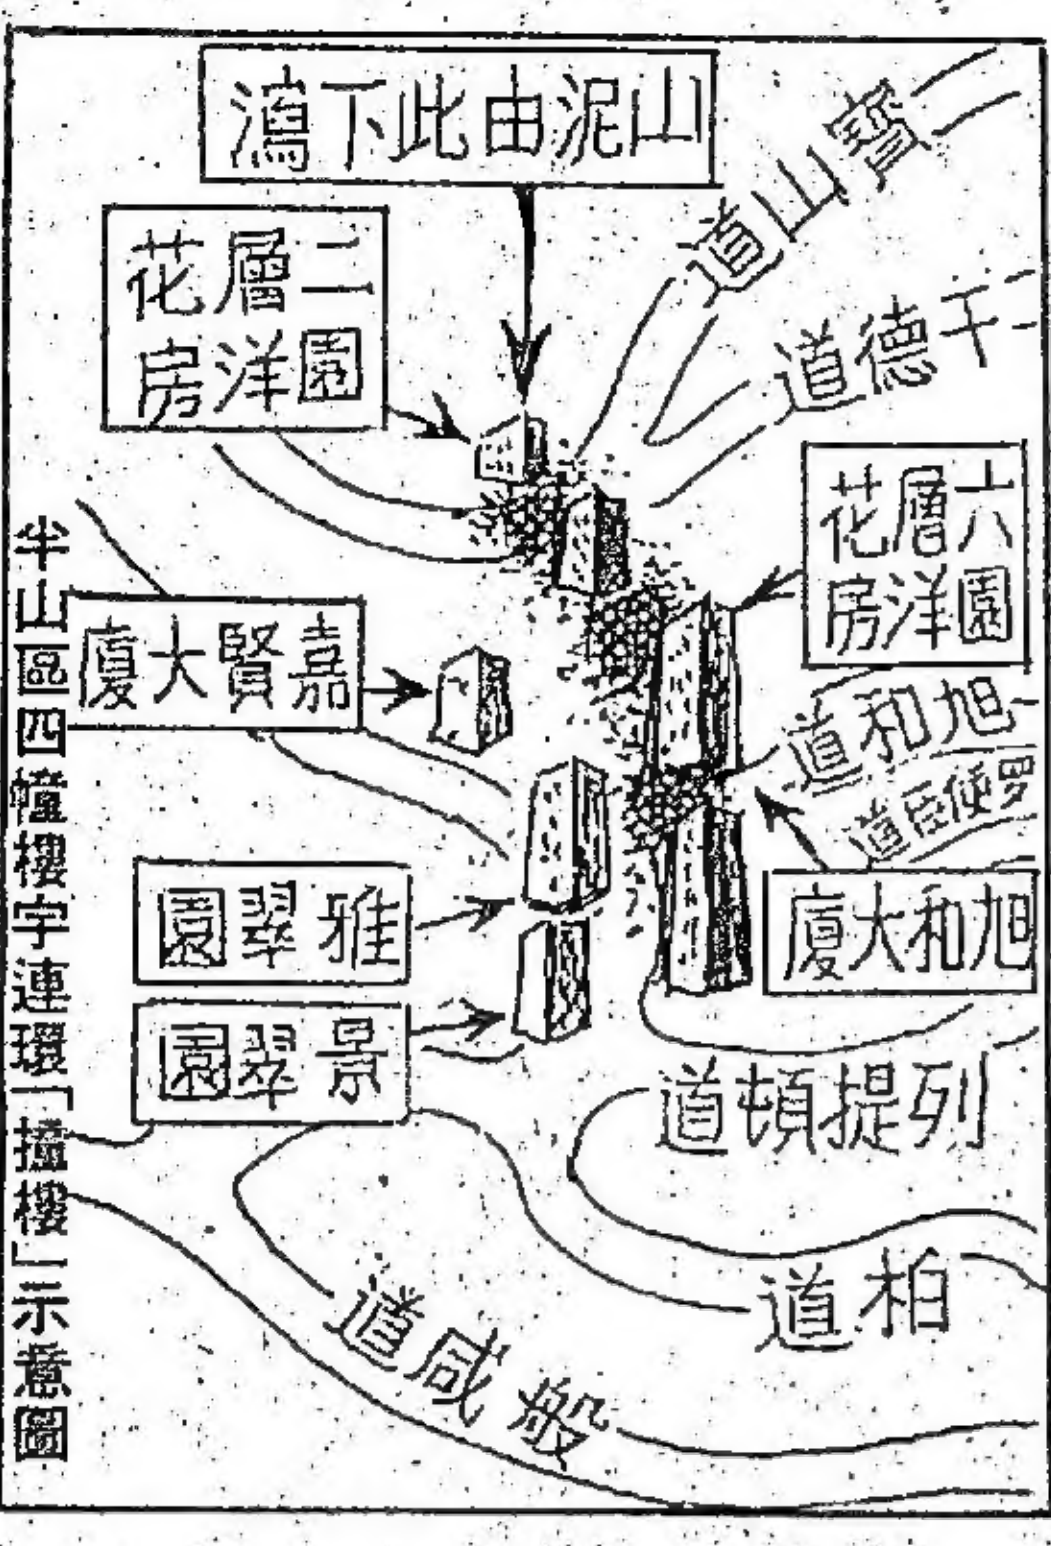 半山區四幢樓宇連環「撞樓」示意圖
山泥由此下瀉
寶山道
二層花
園洋房
干德道
六層花
園洋房
嘉賢大廈
旭和道
罗便臣道
旭和大廈
雅翠園
景翠園
列提頓道
柏道
般咸道